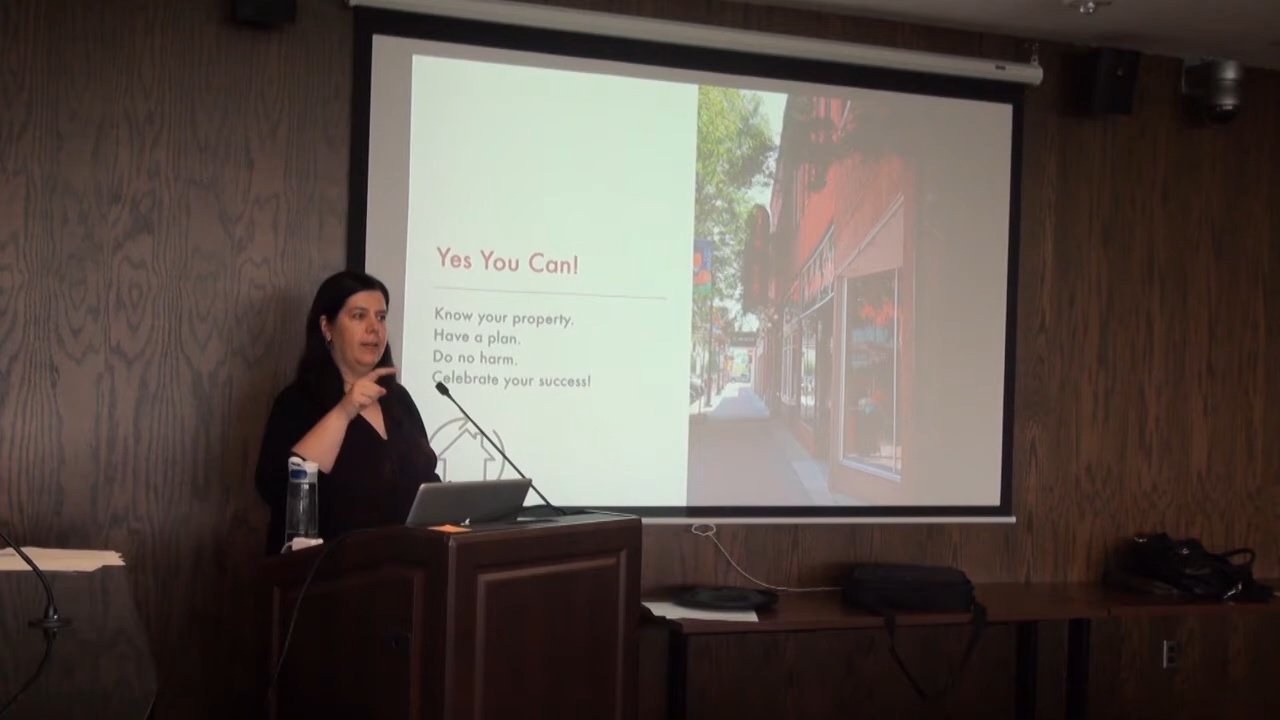 Yes You Can!
Know your property.
Have a plan.
Do no harm.
Celebrate your success!